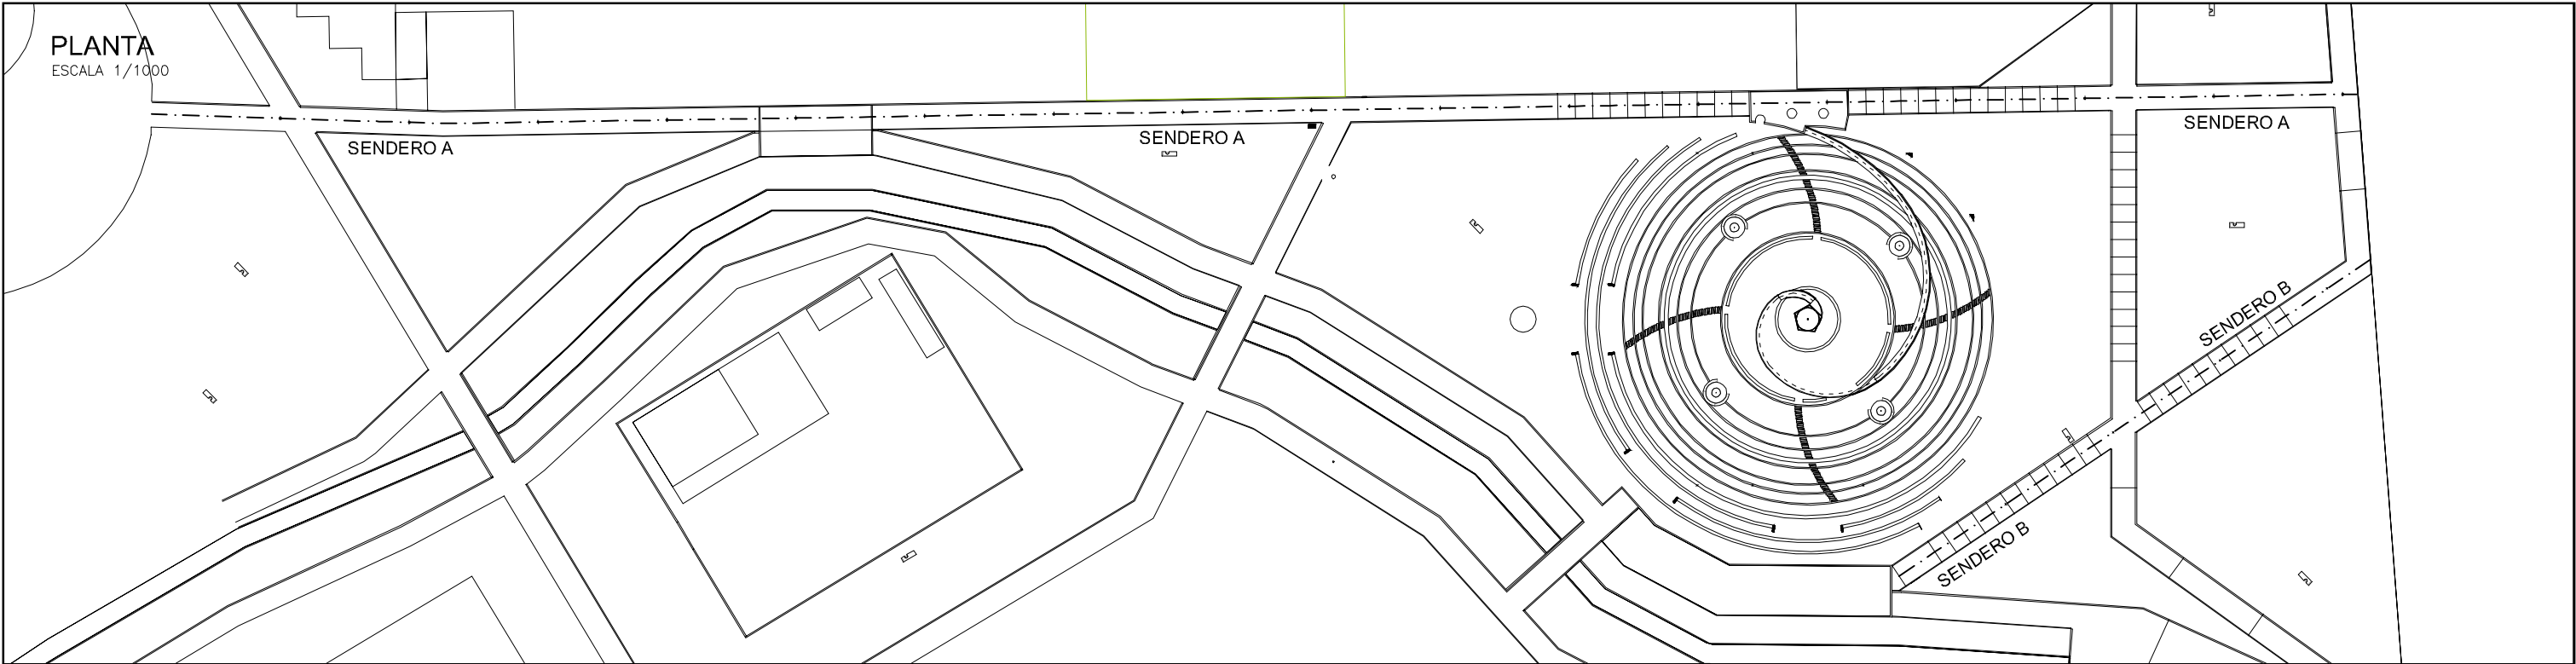 PLANTA
ESCALA 1/1000
SENDERO A
SENDERO A
SENDERO A
SENDERO B
SENDERO B